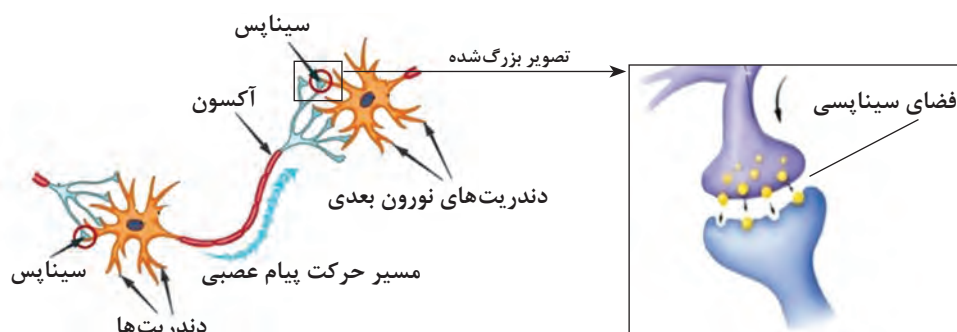 سیناپس
تصویر بزرگ‌شده
آکسون
فضای سیناپسی
دندریت‌های نورون بعدی
سیناپس
مسیر حرکت پیام عصبی
دندریت‌ها